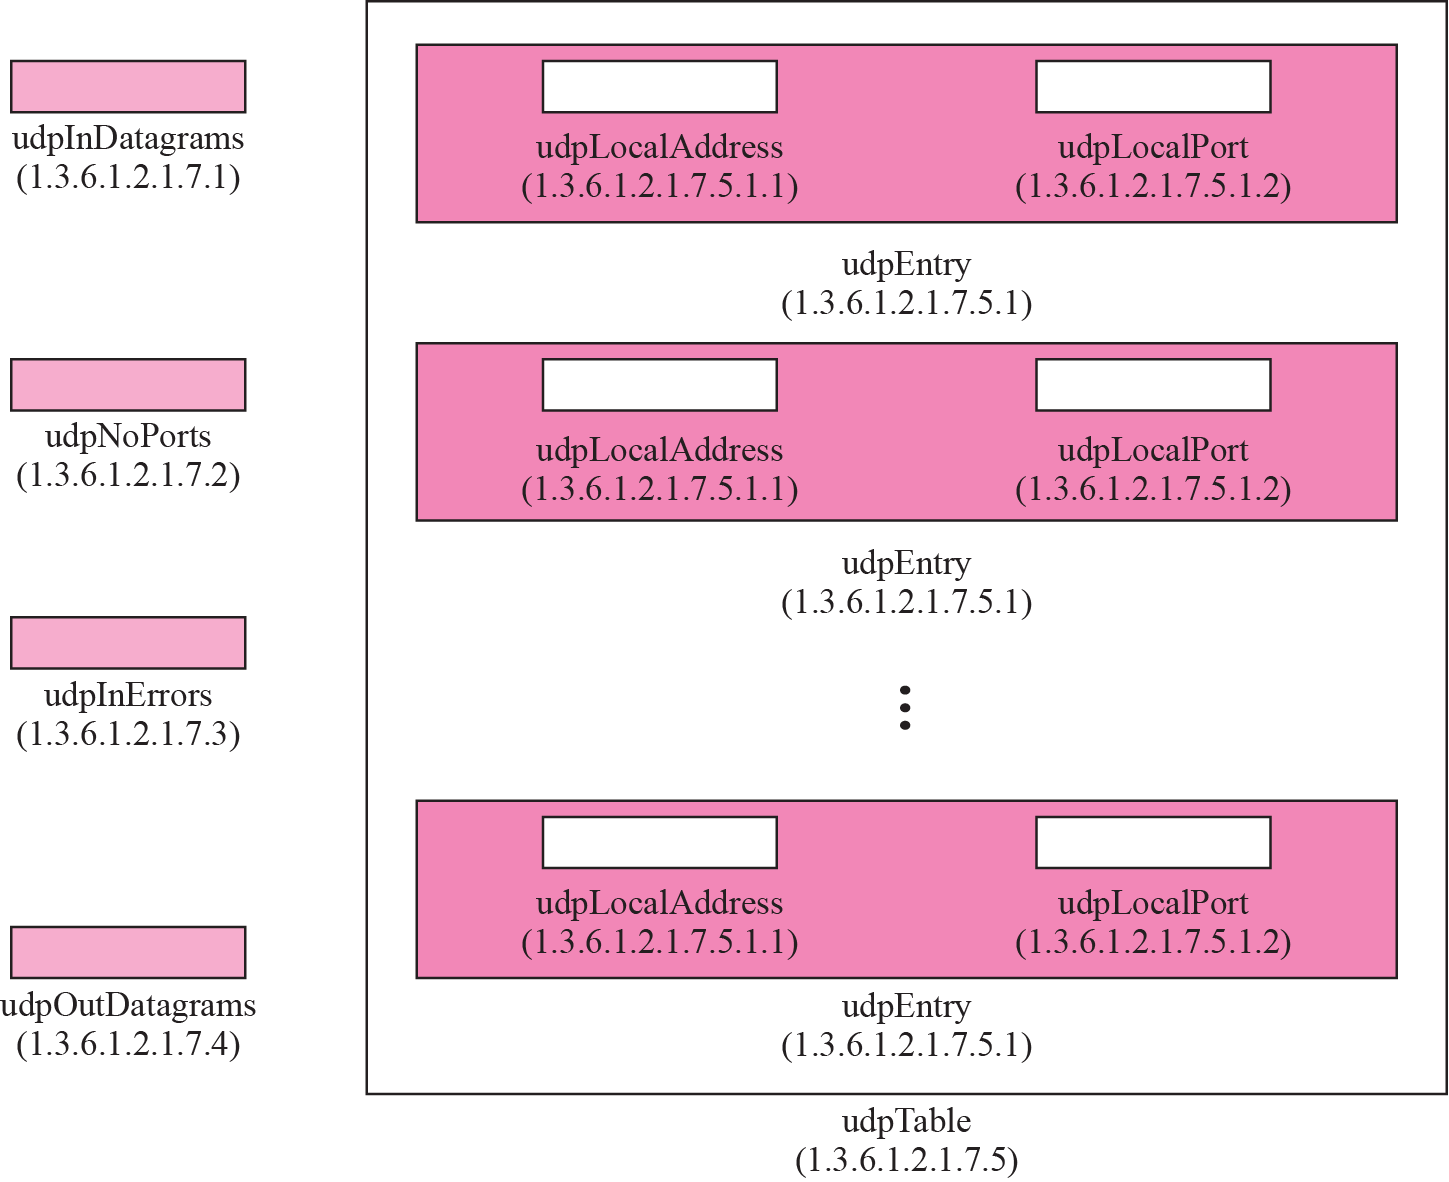 udpInDatagrams
(1.3.6.1.2.1.7.1)
udpNoPorts
(1.3.6.1.2.1.7.2)
udpInErrors
(1.3.6.1.2.1.7.3)
udpOutDatagrams
(1.3.6.1.2.1.7.4)
udpLocalAddress
(1.3.6.1.2.1.7.5.1.1)
udpLocalPort
(1.3.6.1.2.1.7.5.1.2)
udpEntry
(1.3.6.1.2.1.7.5.1)
udpLocalAddress
(1.3.6.1.2.1.7.5.1.1)
udpLocalPort
(1.3.6.1.2.1.7.5.1.2)
udpEntry
(1.3.6.1.2.1.7.5.1)
udpLocalAddress
(1.3.6.1.2.1.7.5.1.1)
udpLocalPort
(1.3.6.1.2.1.7.5.1.2)
udpEntry
(1.3.6.1.2.1.7.5.1)
udpTable
(1.3.6.1.2.1.7.5)